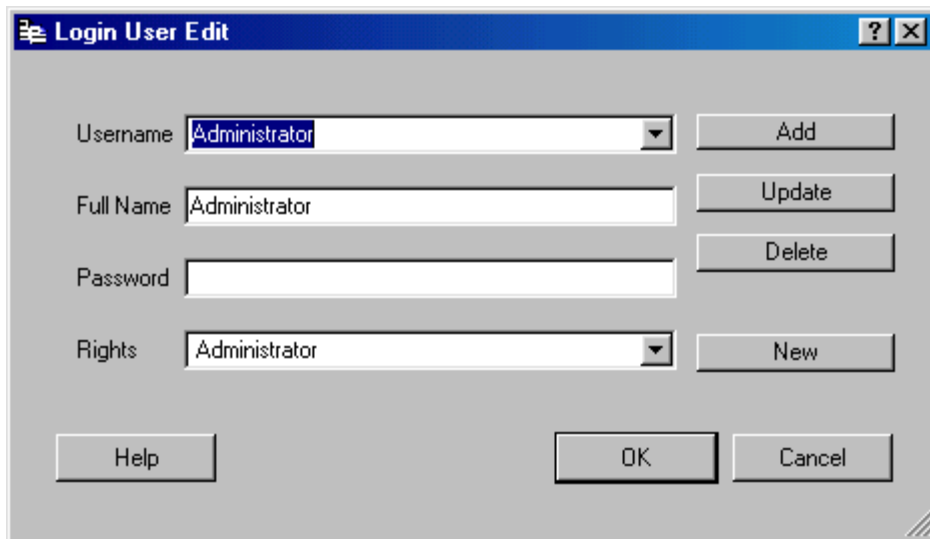 Login User Edit
Username Administrator Add
Full Name Administrator Update
Password Delete
Rights Administrator New
Help OK Cancel